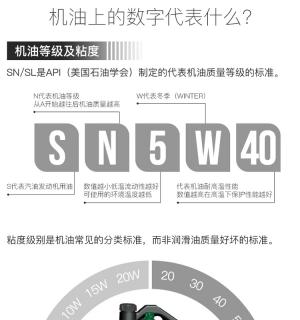 机油上的数字代表什么?
机油等级及粘度
SN/SL是API（美国石油学会）制定的代表机油质量等级的标准。
N代表机油等级
从A开始越往后机油质量越高
W代表冬季（WINTER）
S N 5 W 40
S代表汽油发动机用油
数值越小低温流动性越好
可使用的环境温度越低
代表机油耐高温性能
数值越高在高温下保护性能越好
粘度级别是机油常见的分类标准，而非润滑油质量好坏的标准。
10W 15W 20W 20 30 40